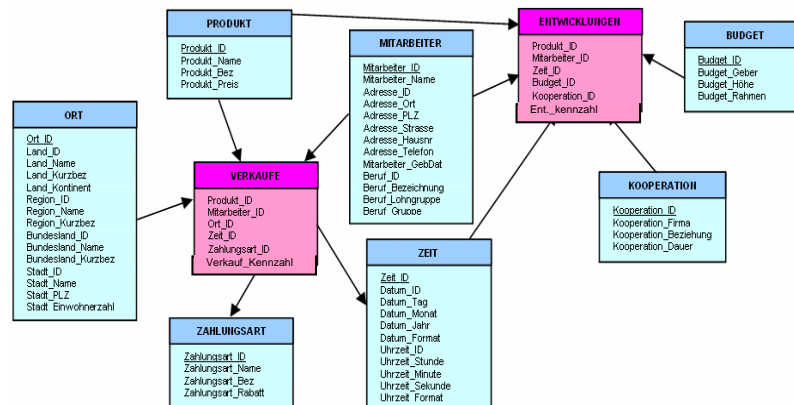 PRODUKT
Produkt_ID
Produkt_Name
Produkt_Bez
Produkt_Preis
MITARBEITER
Mitarbeiter_ID
Mitarbeiter_Name
Adresse_ID
Adresse_Ort
Adresse_PLZ
Adresse_Strasse
Adresse_Hausnr
Adresse_Telefon
Mitarbeiter_GebDat
Beruf_ID
Beruf_Bezeichnung
Beruf_Lohngruppe
Beruf_Gruppe
ENTWICKLUNGEN
Produkt_ID
Mitarbeiter_ID
Zeit_ID
Budget_ID
Kooperation_ID
Ent._kennzahl
BUDGET
Budget_ID
Budget_Geber
Budget_Höhe
Budget_Rahmen
ORT
Ort_ID
Land_ID
Land_Name
Land_Kurzbez
Land_Kontinent
Region_ID
Region_Name
Region_Kurzbez
Bundesland_ID
Bundesland_Name
Bundesland_Kurzbez
Stadt_ID
Stadt_Name
Stadt_PLZ
Stadt_Einwohnerzahl
VERKÄUFE
Produkt_ID
Mitarbeiter_ID
Ort_ID
Zeit_ID
Zahlungsart_ID
Verkauf_Kennzahl
KOOPERATION
Kooperation_ID
Kooperation_Firma
Kooperation_Beziehung
Kooperation_Dauer
ZEIT
Zeit_ID
Datum_ID
Datum_Tag
Datum_Monat
Datum_Jahr
Datum_Format
Uhrzeit_ID
Uhrzeit_Stunde
Uhrzeit_Minute
Uhrzeit_Sekunde
Uhrzeit_Format
ZAHLUNGSART
Zahlungsart_ID
Zahlungsart_Name
Zahlungsart_Bez
Zahlungsart_Rabatt